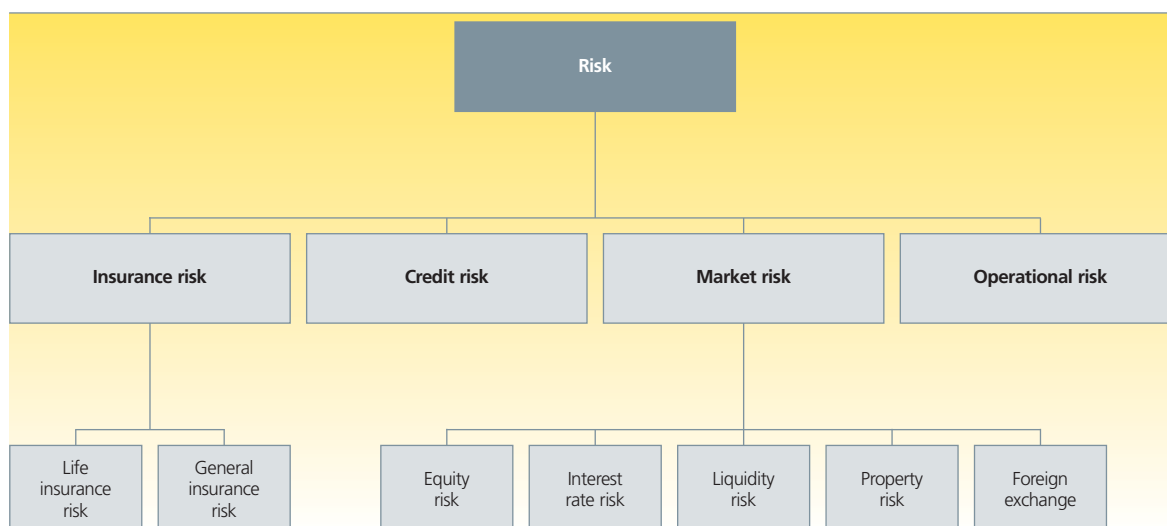 Risk
Insurance risk
Credit risk
Market risk
Operational risk
Life
insurance
risk
General
insurance
risk
Equity
risk
Interest
rate risk
Liquidity
risk
Property
risk
Foreign
exchange